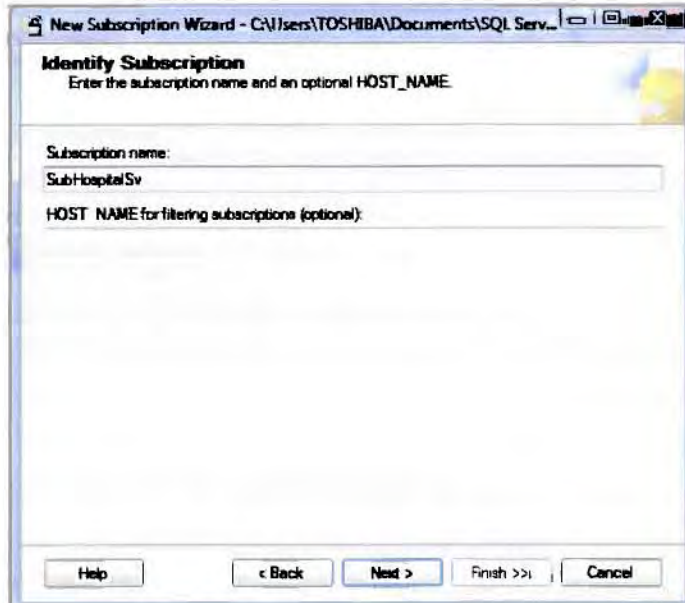 New Subscription Wizard - C:\Users\TOSHIBA\Documents\SQL Serv...
Identify Subscription
Enter the subscription name and an optional HOST_NAME.
Subscription name:
SubHospitalSv
HOST_NAME for filtering subscriptions (optional):
Help
< Back
Next >
Finish >>|
Cancel